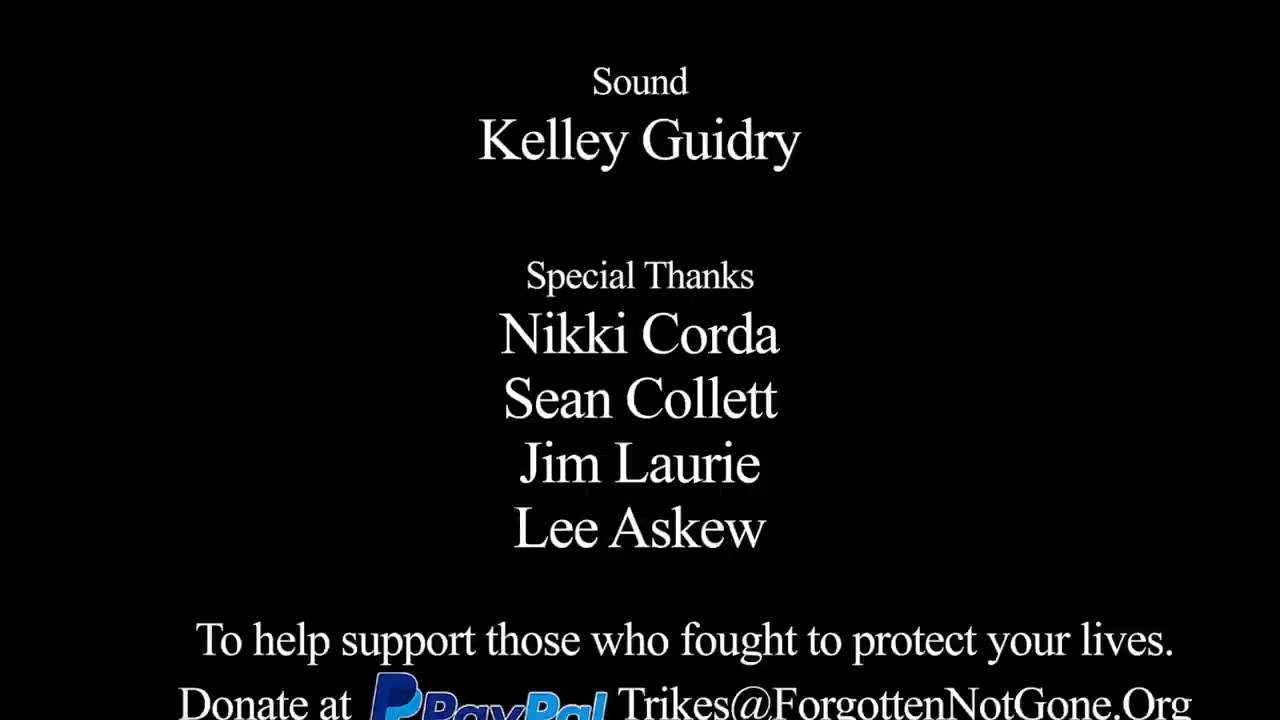 Sound
Kelley Guidry
Special Thanks
Nikki Corda
Sean Collett
Jim Laurie
Lee Askew
To help support those who fought to protect your lives.
Donate at PayPal Trikes@ForgottenNotGone.Org